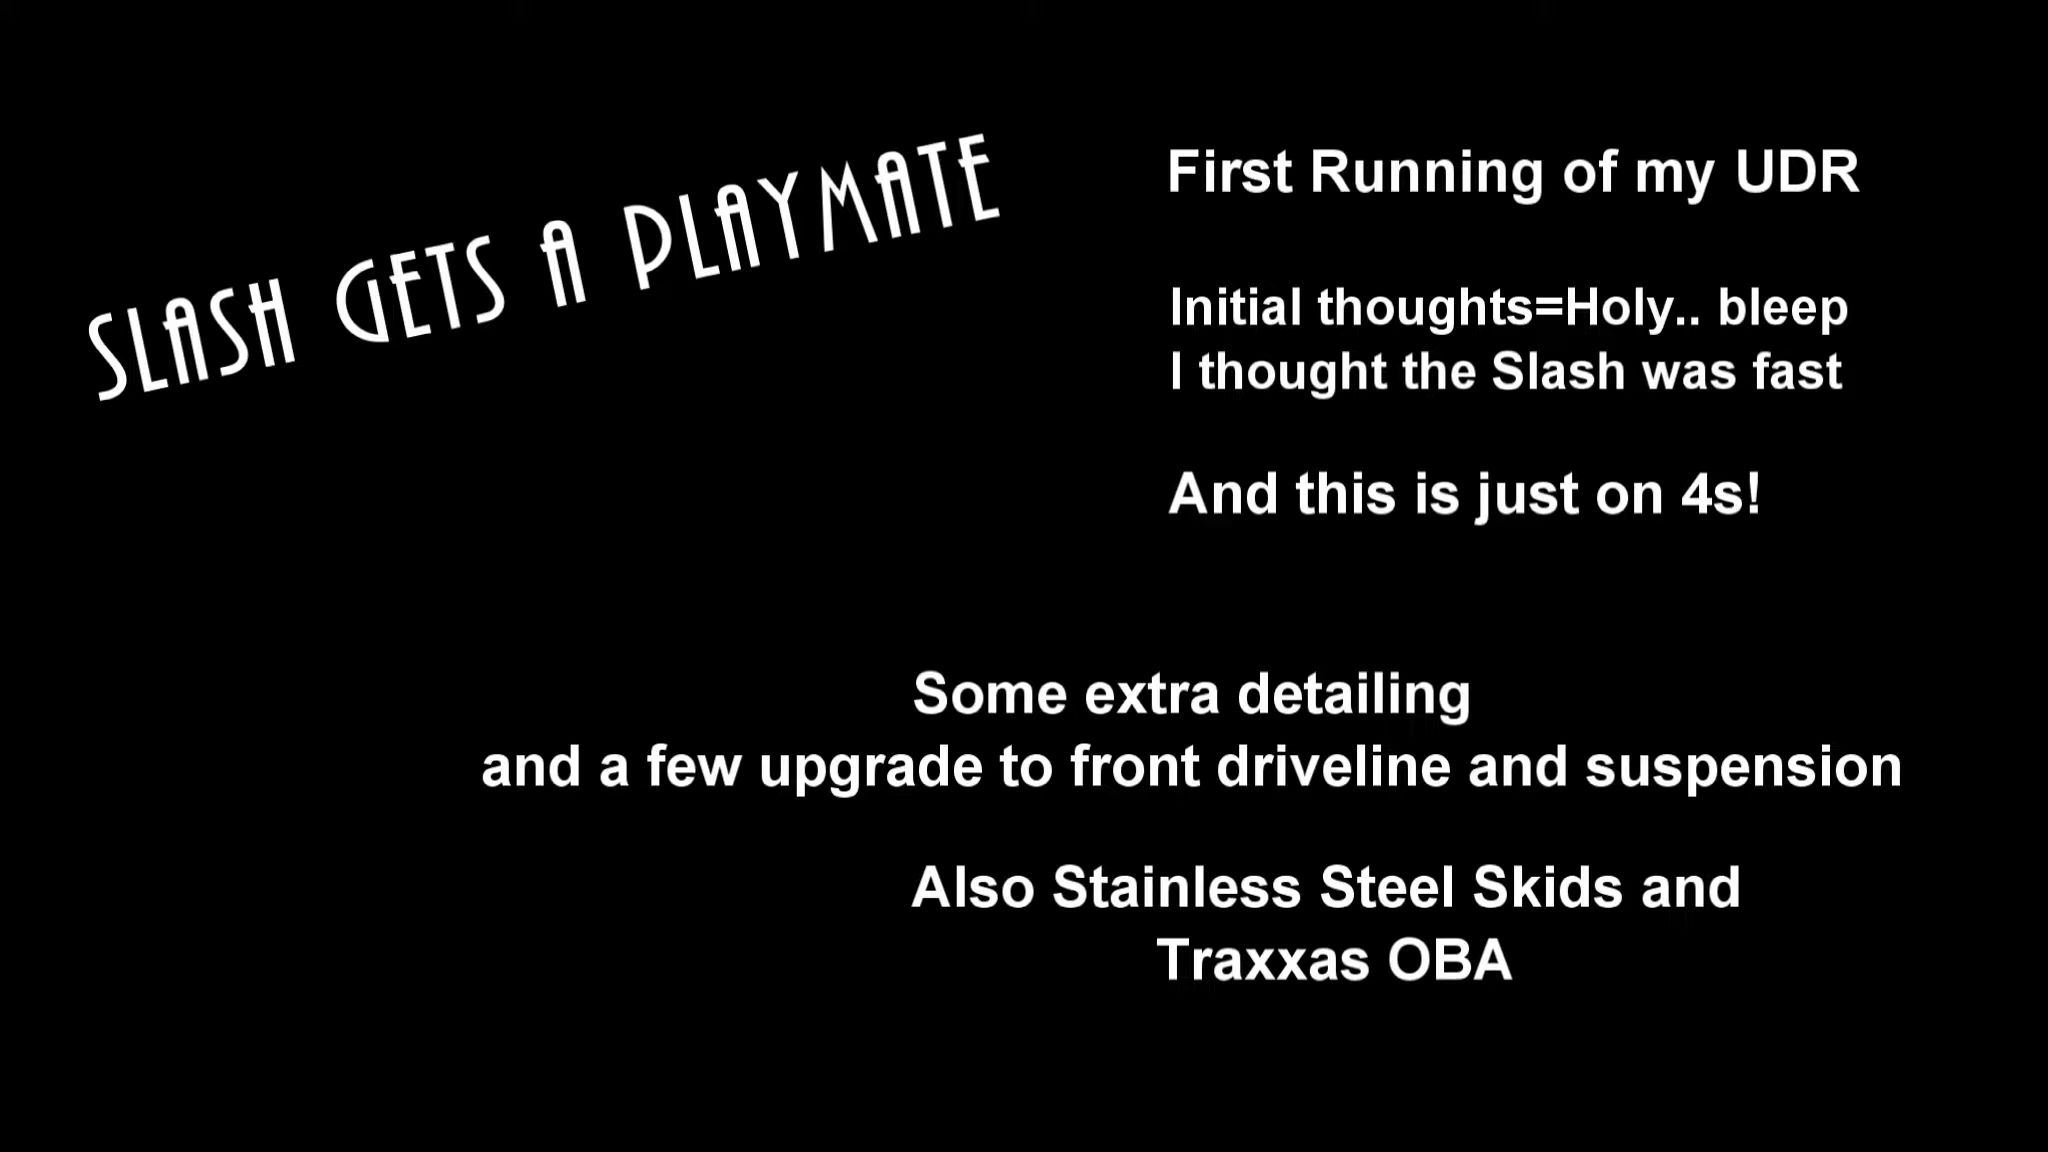 SLASH GETS A PLAYMATE
First Running of my UDR
Initial thoughts=Holy.. bleep
I thought the Slash was fast
And this is just on 4s!
Some extra detailing
and a few upgrade to front driveline and suspension
Also Stainless Steel Skids and
Traxxas OBA